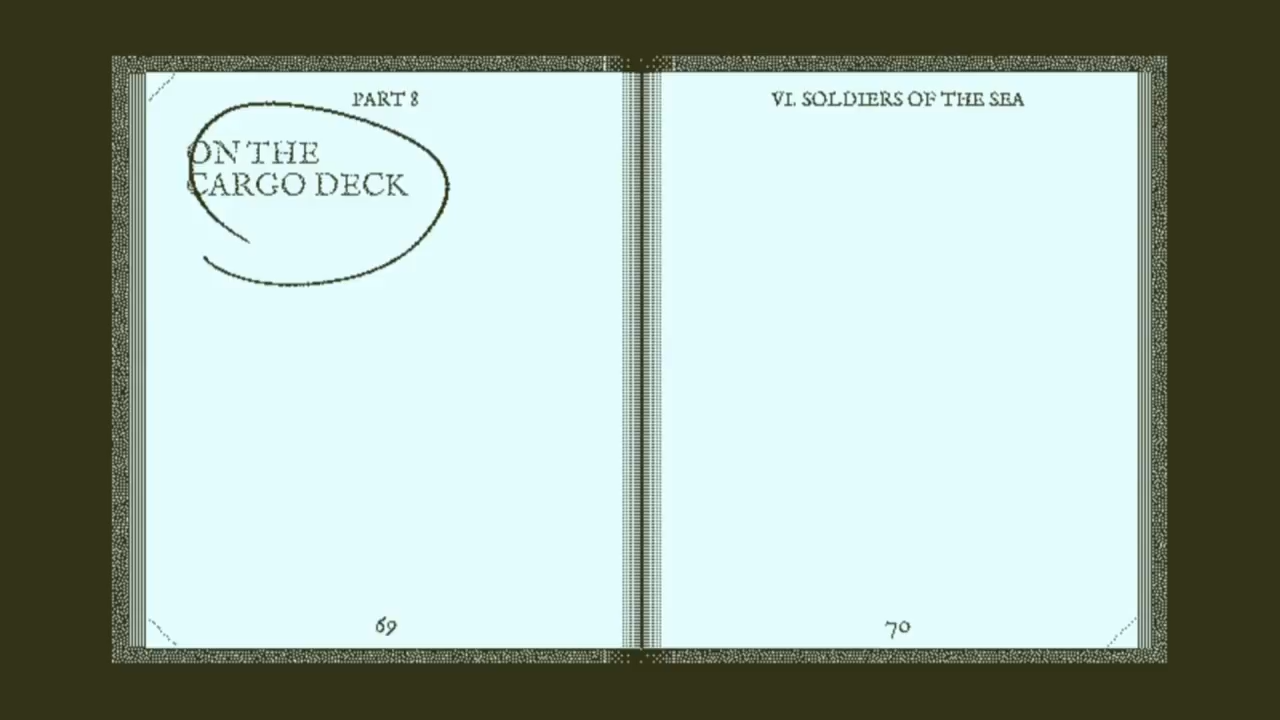 PART 8
ON THE
CARGO DECK
69
VI. SOLDIERS OF THE SEA
70